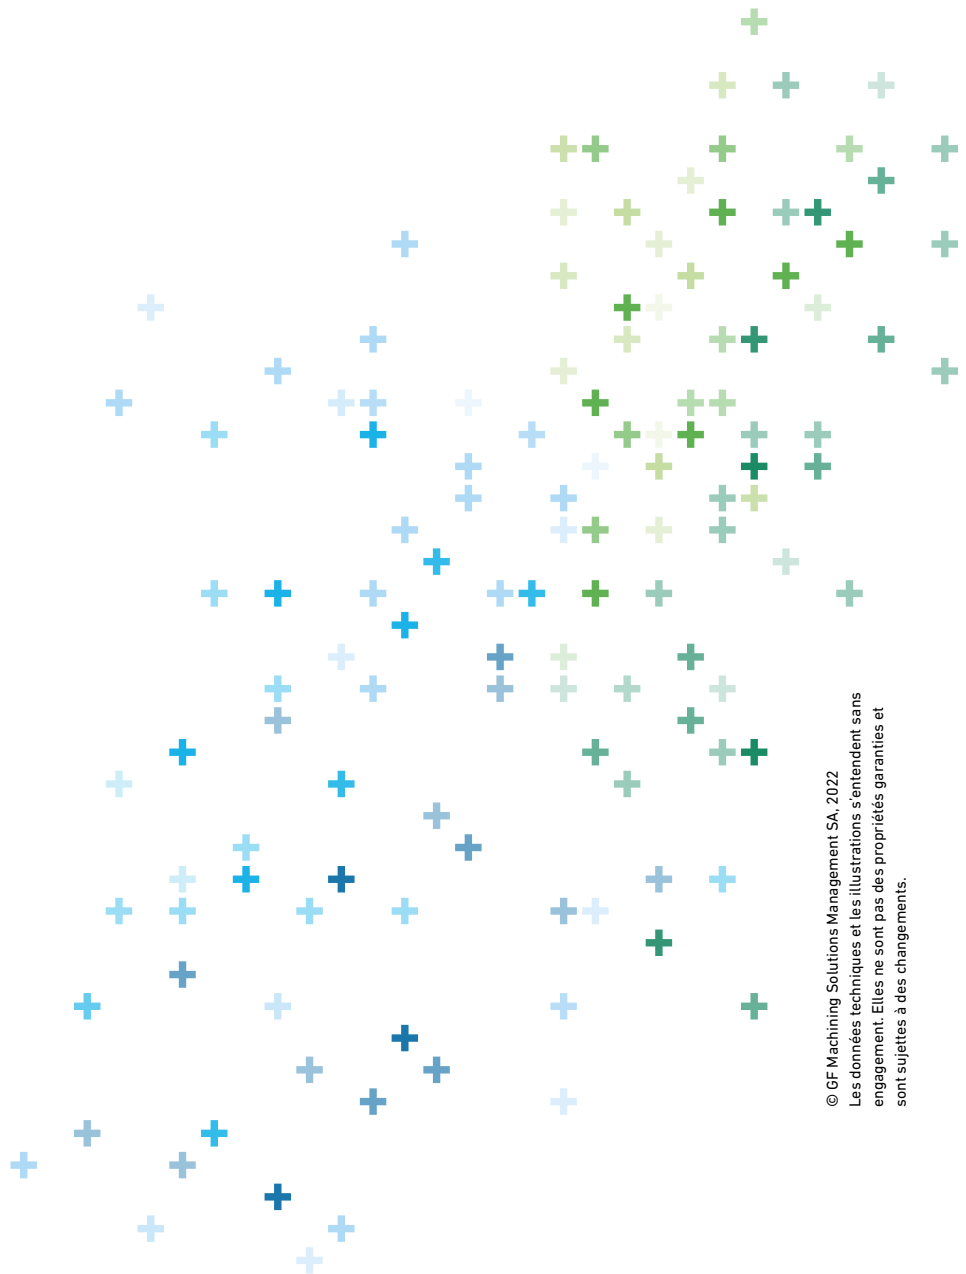 © GF Machining Solutions Management SA, 2022
Les données techniques et les illustrations s'entendent sans
engagement. Elles ne sont pas des propriétés garanties et
sont sujettes à des changements.